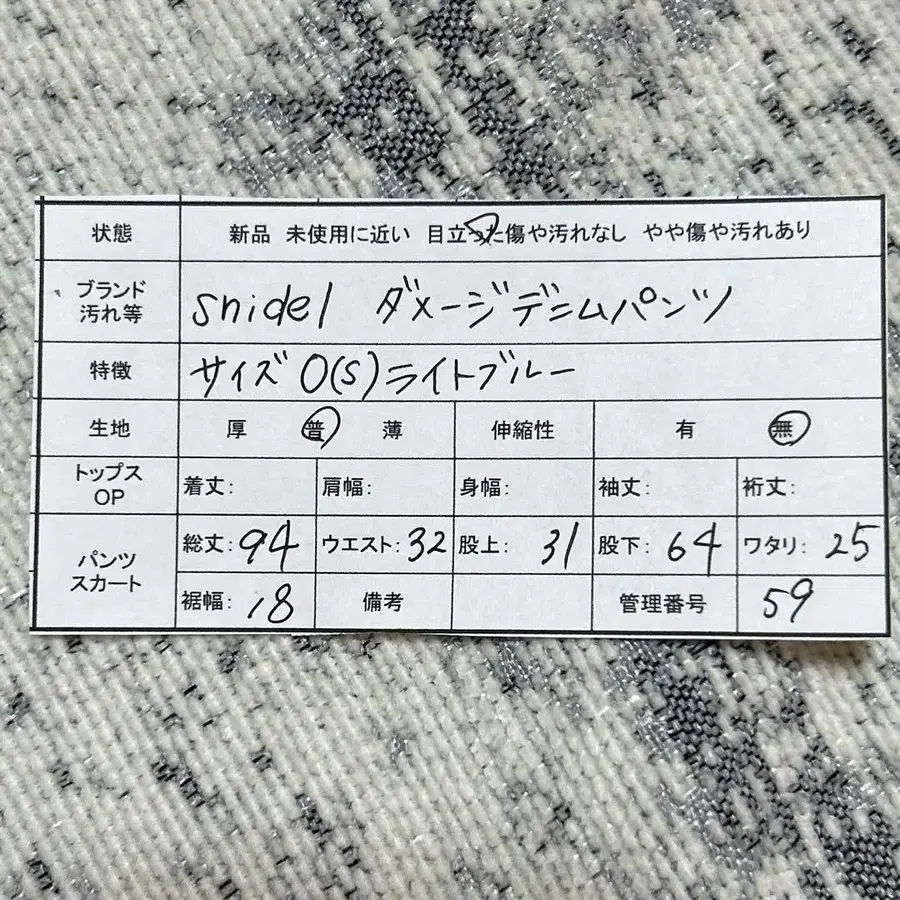 状態 新品 未使用に近い 目立った傷や汚れなし やや傷や汚れあり
ブランド
汚れ等 snidel ダメージデニムパンツ
特徴 サイズ0(S)ライトブルー
生地 厚 普 薄 伸縮性 有 無
トップス
OP 着丈: 肩幅: 身幅: 袖丈: 裄丈:
パンツ
スカート 総丈:94 ウエスト:32 股上:31 股下:64 ワタリ:25
裾幅:18 備考 管理番号 59